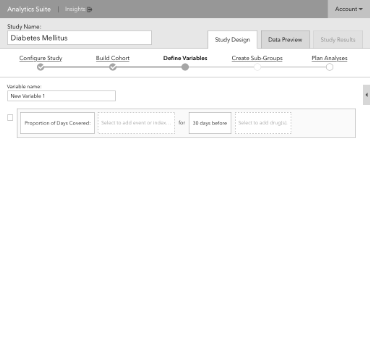 Analytics Suite | Insights
Account
Study Name:
Diabetes Mellitus
Study Design
Data Preview
Study Results
Configure Study
Build Cohort
Define Variables
Create Sub-Groups
Plan Analyses
Variable name:
New Variable 1
Proportion of Days Covered
Select to add event or index
for
30 days before
Select to add drug(s)